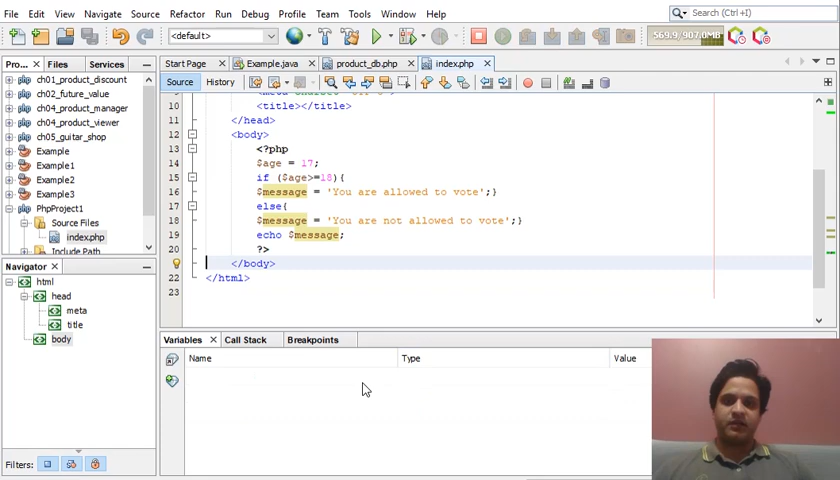 File Edit View Navigate Source Refactor Run Debug Profile Team Tools Window Help
Search (Ctrl+I)
<default>
569.9/907.0MB
Pro... Files Services
Start Page Example.java product_db.php index.php
Source History
ch01_product_discount
ch02_future_value
ch04_product_manager
ch04_product_viewer
ch05_guitar_shop
Example
Example1
Example2
Example3
PhpProject1
Source Files
index.php
Include Path
10 <title></title>
11 </head>
12 <body>
13 <?php
14 $age = 17;
15 if ($age>=18){
16 $message = 'You are allowed to vote';}
17 else{
18 $message = 'You are not allowed to vote';}
19 echo $message;
20 ?>
</body>
22 </html>
23
Navigator
html
head
meta
title
body
Filters:
Variables Call Stack Breakpoints
Name Type Value